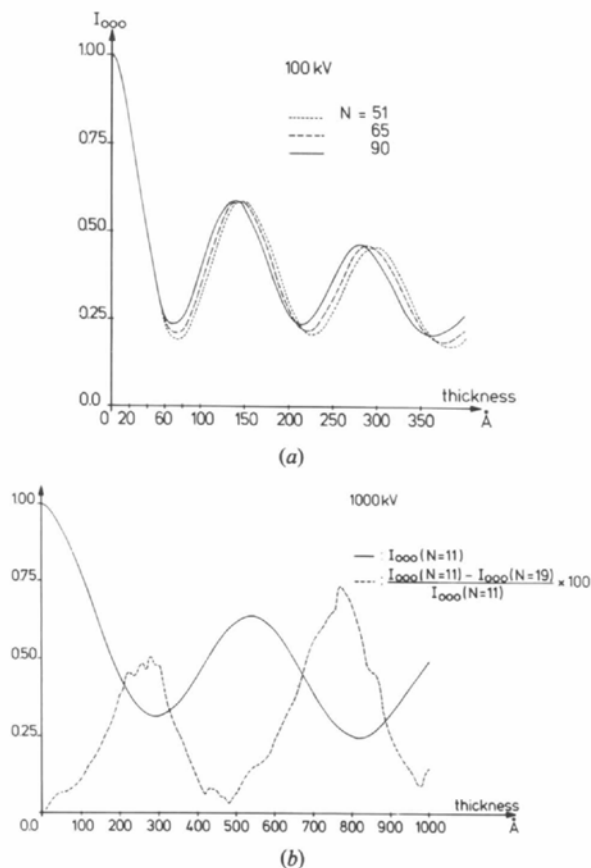 I₀₀₀
1.00
100 kV
N = 51
65
90
0.75
0.50
0.25
0.0
thickness
0 20 60 100 150 200 250 300 350 Å
(a)
1.00
1000 kV
: I₀₀₀(N=11)
: I₀₀₀(N=11) - I₀₀₀(N=19)
I₀₀₀(N=11) × 100
0.75
0.50
0.25
0.0
thickness
100 200 300 400 500 600 700 800 900 1000 Å
(b)